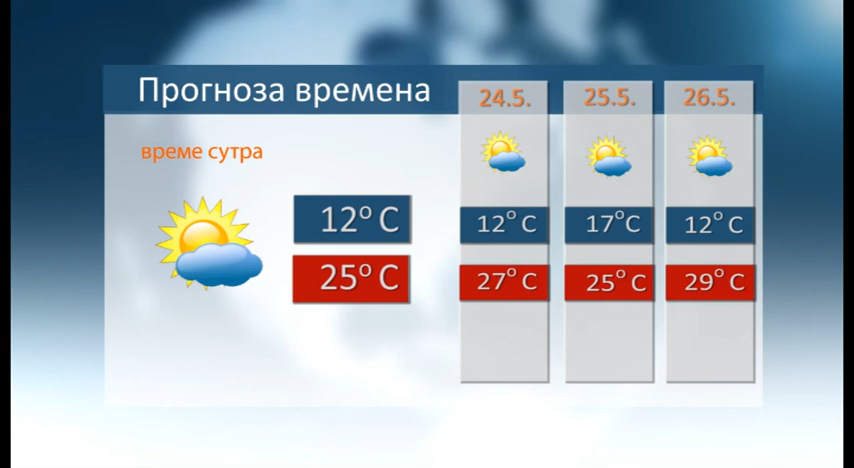 Прогноза времена
време сутра
12° C
25° C
24.5.
12° C
27° C
25.5.
17°C
25° C
26.5.
12° C
29° C